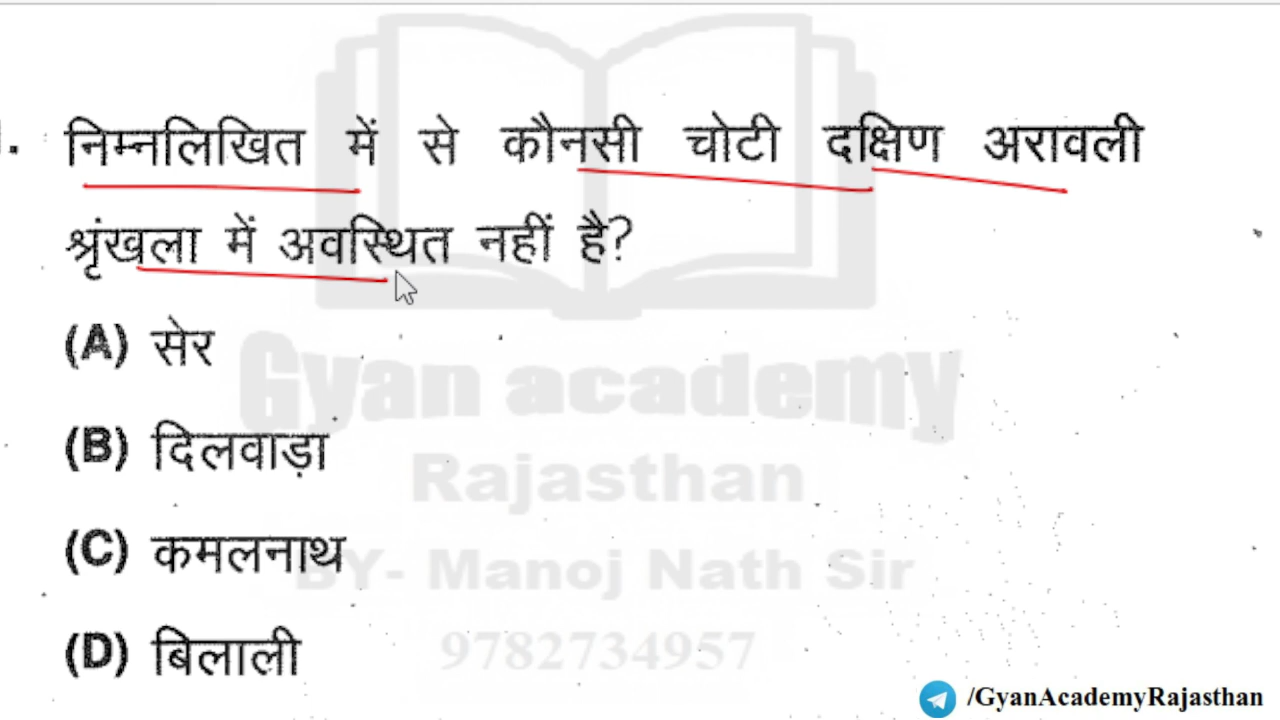 . निम्नलिखित में से कौनसी चोटी दक्षिण अरावली
श्रृंखला में अवस्थित नहीं है?
(A) सेर
(B) दिलवाड़ा
(C) कमलनाथ
(D) बिलाली
Gyan academy
Rajasthan
BY- Manoj Nath Sir
9782734957
/GyanAcademyRajasthan